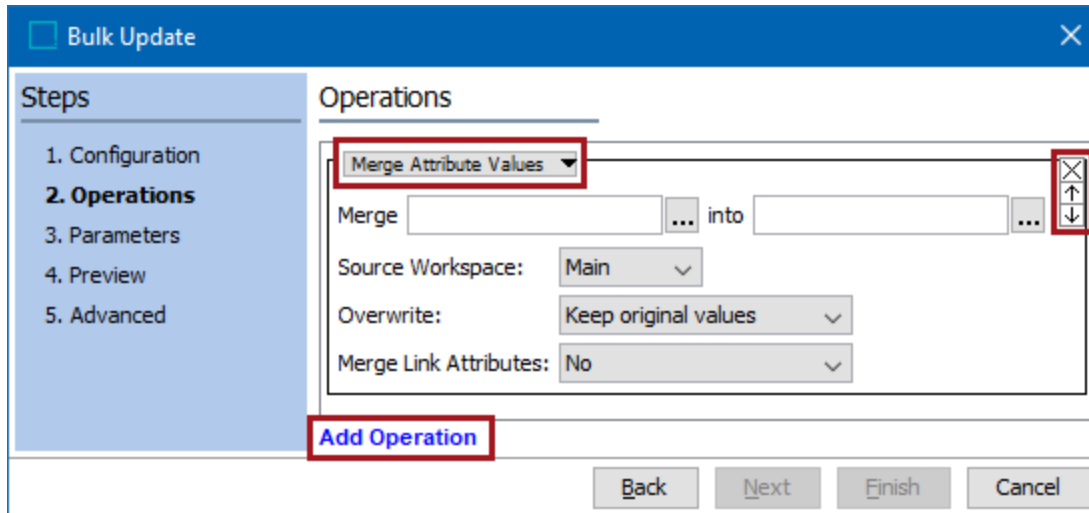 Bulk Update
Steps
1. Configuration
2. Operations
3. Parameters
4. Preview
5. Advanced
Operations
Merge Attribute Values
Merge ... into ...
Source Workspace: Main
Overwrite: Keep original values
Merge Link Attributes: No
Add Operation
Back Next Finish Cancel